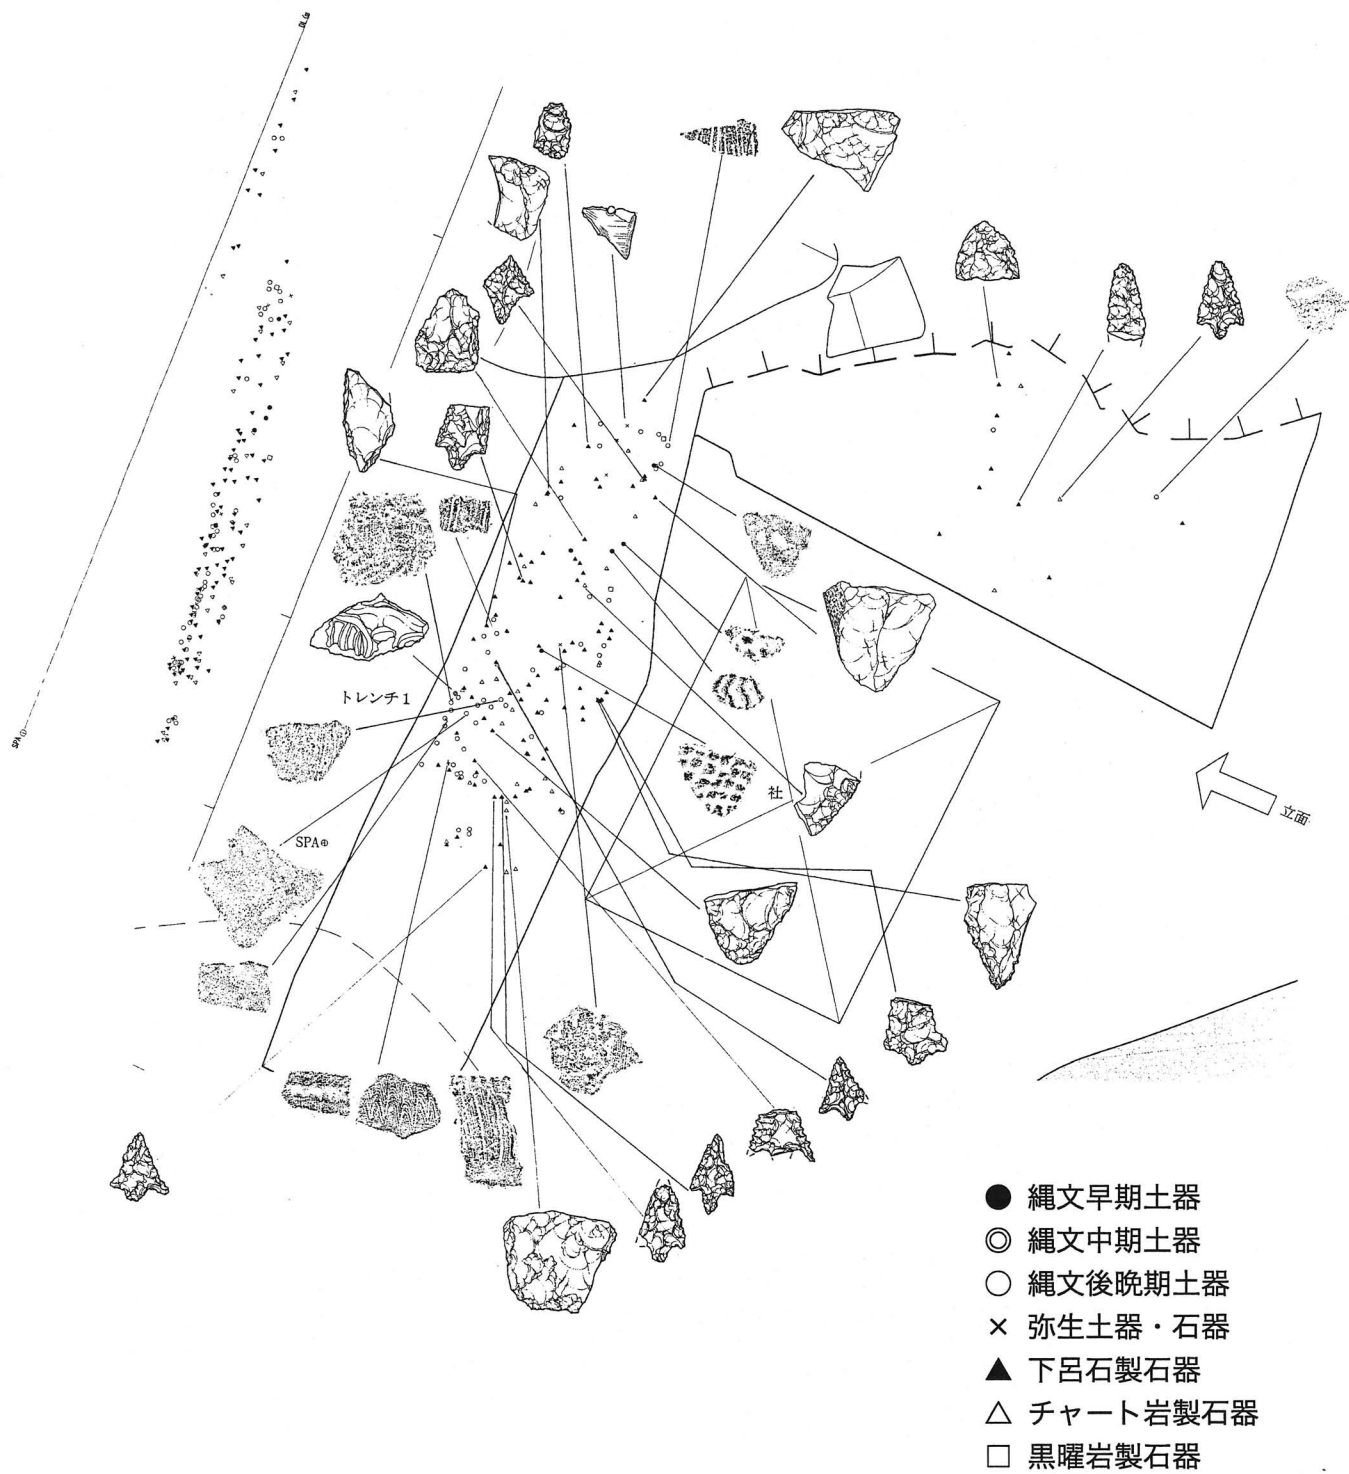 トレンチ1
SPA
社
立面
SPA
● 縄文早期土器
◎ 縄文中期土器
○ 縄文後晩期土器
× 弥生土器・石器
▲ 下呂石製石器
△ チャート岩製石器
□ 黒曜岩製石器